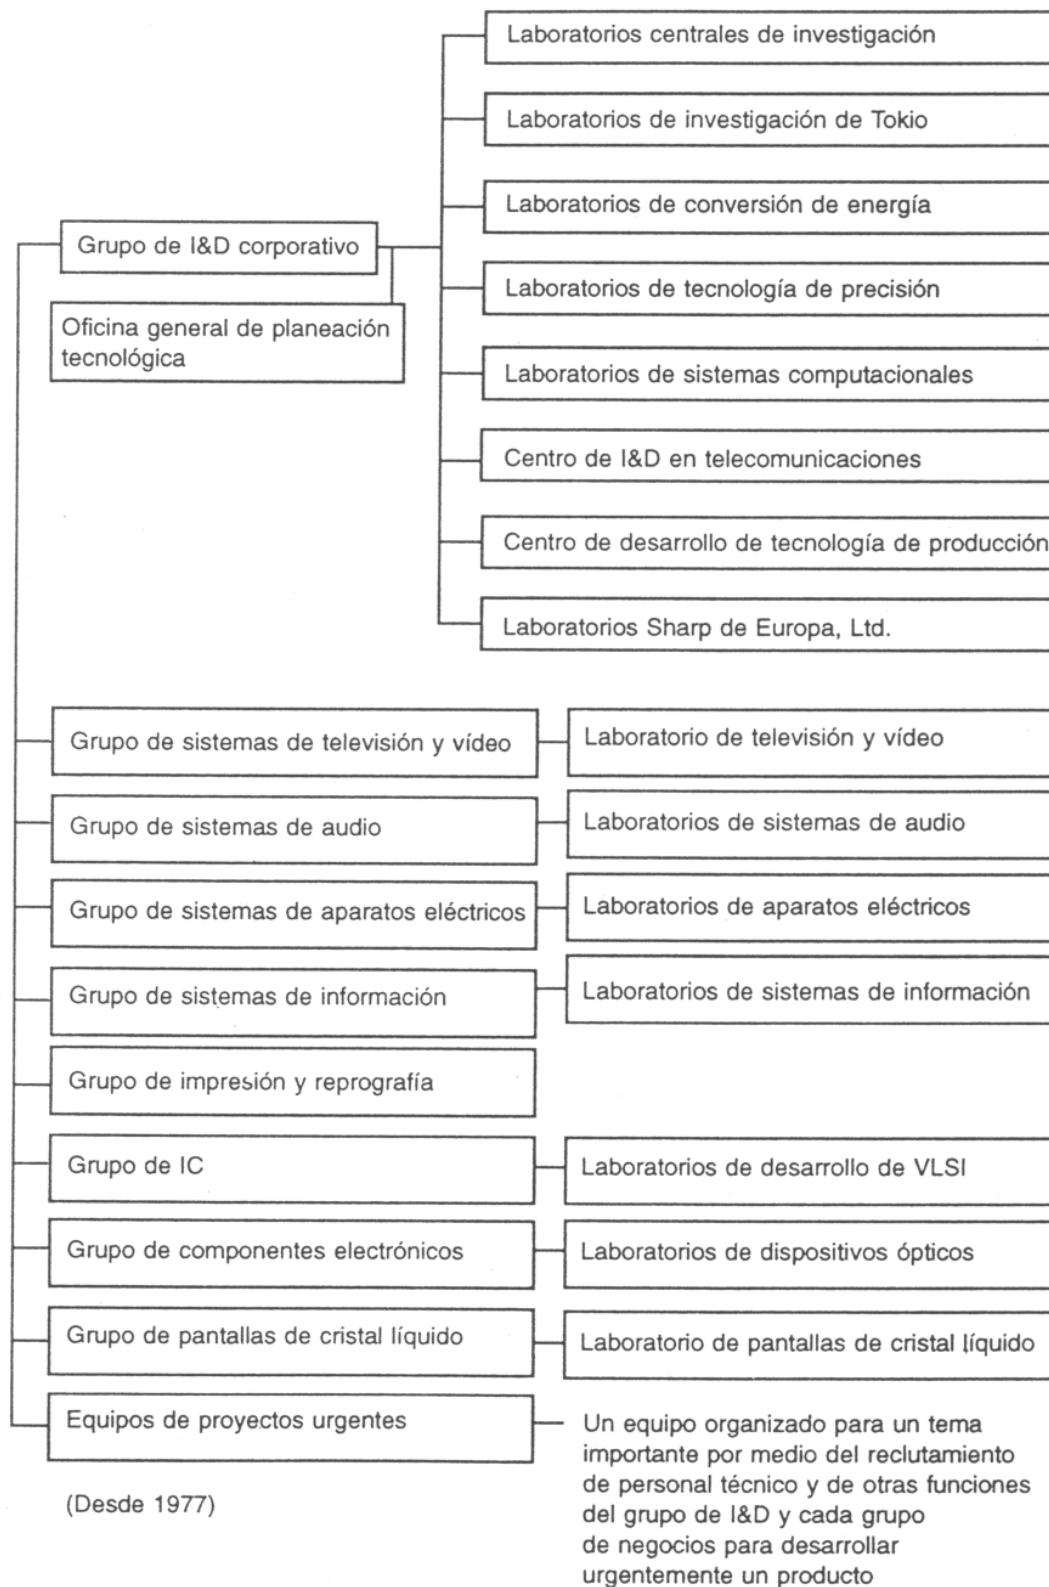 Laboratorios centrales de investigación
Laboratorios de investigación de Tokio
Laboratorios de conversión de energía
Grupo de I&D corporativo
Laboratorios de tecnología de precisión
Oficina general de planeación
tecnológica
Laboratorios de sistemas computacionales
Centro de I&D en telecomunicaciones
Centro de desarrollo de tecnología de producción
Laboratorios Sharp de Europa, Ltd.
Grupo de sistemas de televisión y vídeo
Laboratorio de televisión y vídeo
Grupo de sistemas de audio
Laboratorios de sistemas de audio
Grupo de sistemas de aparatos eléctricos
Laboratorios de aparatos eléctricos
Grupo de sistemas de información
Laboratorios de sistemas de información
Grupo de impresión y reprografía
Grupo de IC
Laboratorios de desarrollo de VLSI
Grupo de componentes electrónicos
Laboratorios de dispositivos ópticos
Grupo de pantallas de cristal líquido
Laboratorio de pantallas de cristal líquido
Equipos de proyectos urgentes
Un equipo organizado para un tema
importante por medio del reclutamiento
de personal técnico y de otras funciones
del grupo de I&D y cada grupo
de negocios para desarrollar
urgentemente un producto
(Desde 1977)